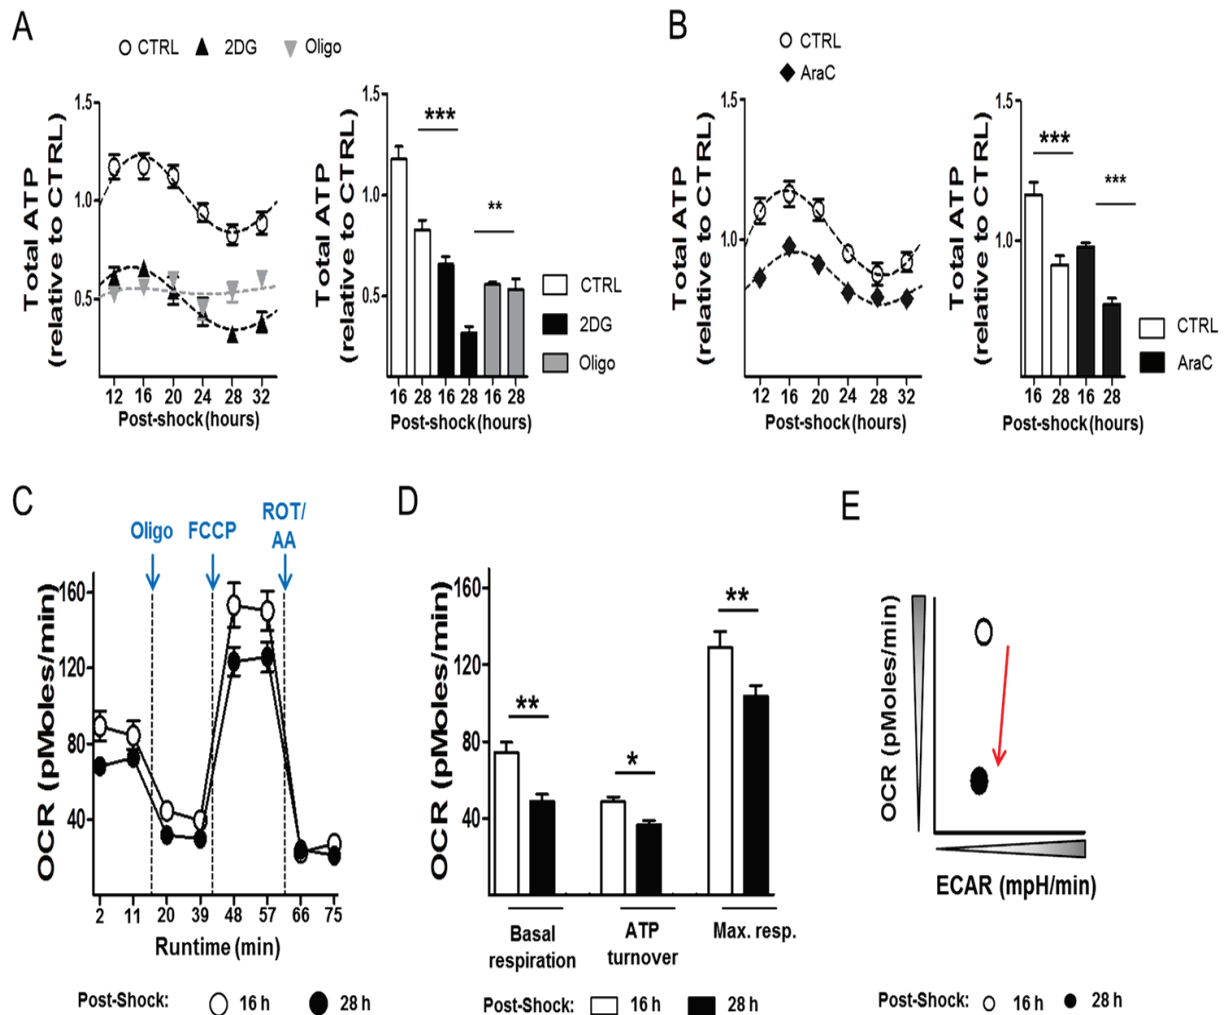 A
CTRL 2DG Oligo
Total ATP
(relative to CTRL)
1.5
1.0
0.5
12 16 20 24 28 32
Post-shock (hours)
Total ATP
(relative to CTRL)
1.5
1.0
0.5
***
**
16 28 16 28 16 28
Post-shock (hours)
CTRL
2DG
Oligo
B
CTRL
AraC
Total ATP
(relative to CTRL)
1.5
1.0
12 16 20 24 28 32
Post-shock (hours)
Total ATP
(relative to CTRL)
1.5
1.0
***
***
16 28 16 28
Post-shock (hours)
CTRL
AraC
C
Oligo FCCP ROT/
AA
OCR (pMoles/min)
160
120
80
40
2 11 20 39 48 57 66 75
Runtime (min)
Post-Shock: 16 h 28 h
D
OCR (pMoles/min)
160
120
80
40
**
*
**
Basal
respiration
ATP
turnover
Max. resp.
Post-Shock: 16 h 28 h
E
OCR (pMoles/min)
ECAR (mpH/min)
Post-Shock: 16 h 28 h